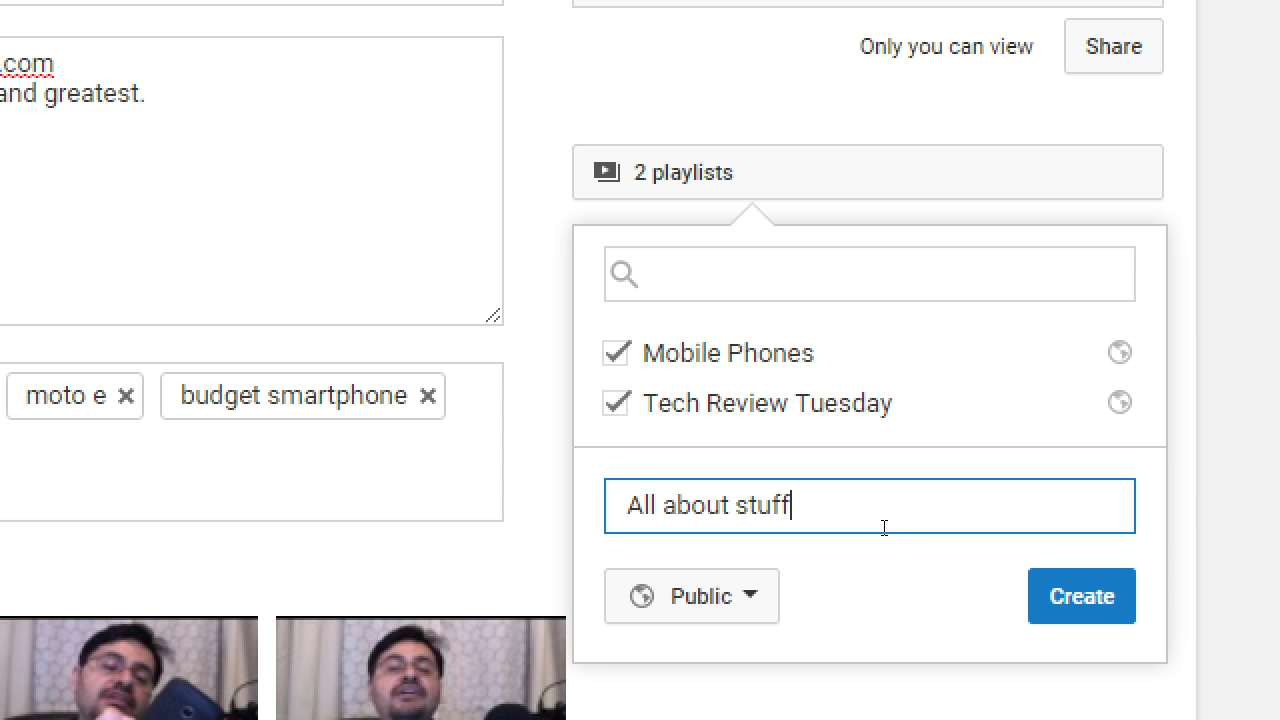 Only you can view
Share
.com
and greatest.
2 playlists
Mobile Phones
moto e
budget smartphone
Tech Review Tuesday
All about stuff
Public
Create